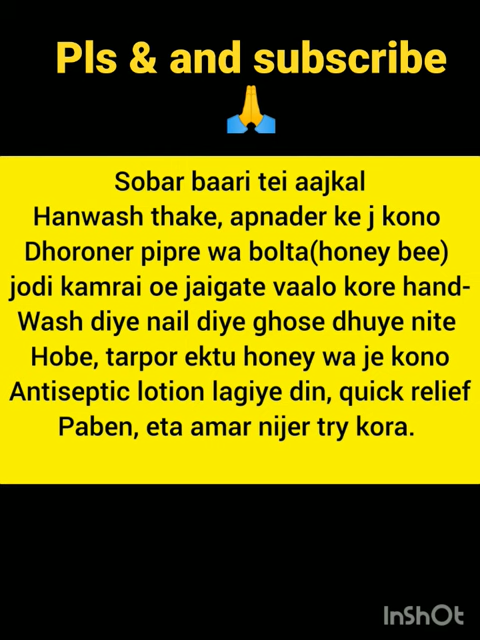 Pls & and subscribe
🙏
Sobar baari tei aajkal
Hanwash thake, apnader ke j kono
Dhoroner pipre wa bolta(honey bee)
jodi kamrai oe jaigate vaalo kore hand-
Wash diye nail diye ghose dhuye nite
Hobe, tarpor ektu honey wa je kono
Antiseptic lotion lagiye din, quick relief
Paben, eta amar nijer try kora.
InShOt